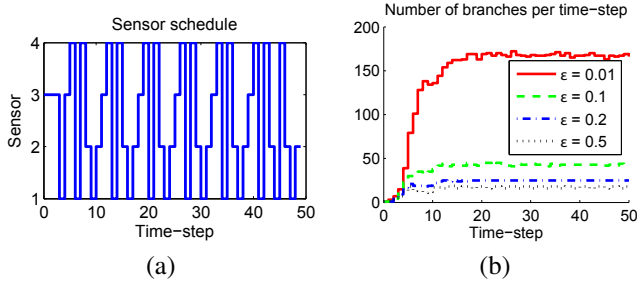 Sensor schedule
4
3
2
1
Sensor
0 10 20 30 40 50
Time-step
(a)
Number of branches per time-step
200
150
100
50
0
0 10 20 30 40 50
Time-step
ε = 0.01
ε = 0.1
ε = 0.2
ε = 0.5
(b)